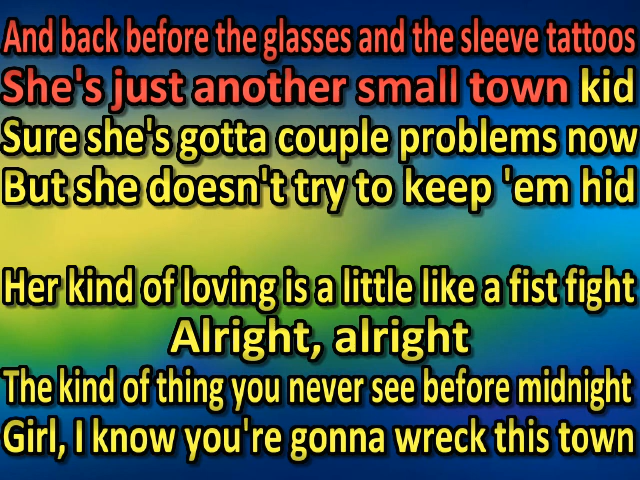 And back before the glasses and the sleeve tattoos
She's just another small town kid
Sure she's gotta couple problems now
But she doesn't try to keep 'em hid
Her kind of loving is a little like a fist fight
Alright, alright
The kind of thing you never see before midnight
Girl, I know you're gonna wreck this town